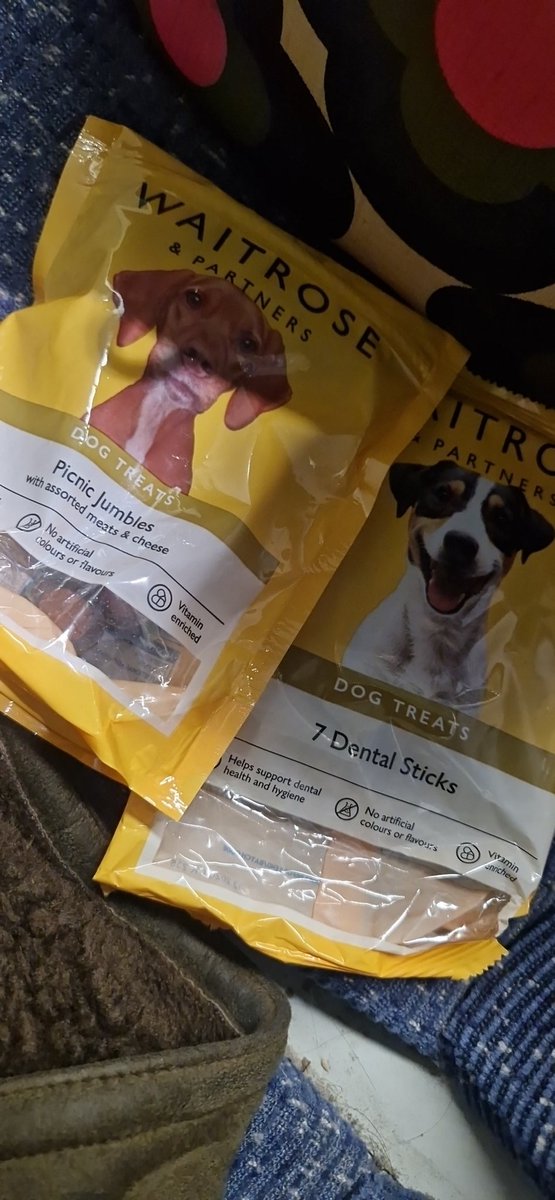 WAITROSE
& PARTNERS
DOG TREATS
Picnic Jumbles
with assorted meats & cheese
No artificial
colours or flavours
Vitamin
enriched
AITRO
& PARTNERS
DOG TREATS
7 Dental Sticks
Helps support dental
health and hygiene
No artificial
colours or flavours
Vitamin
enriched